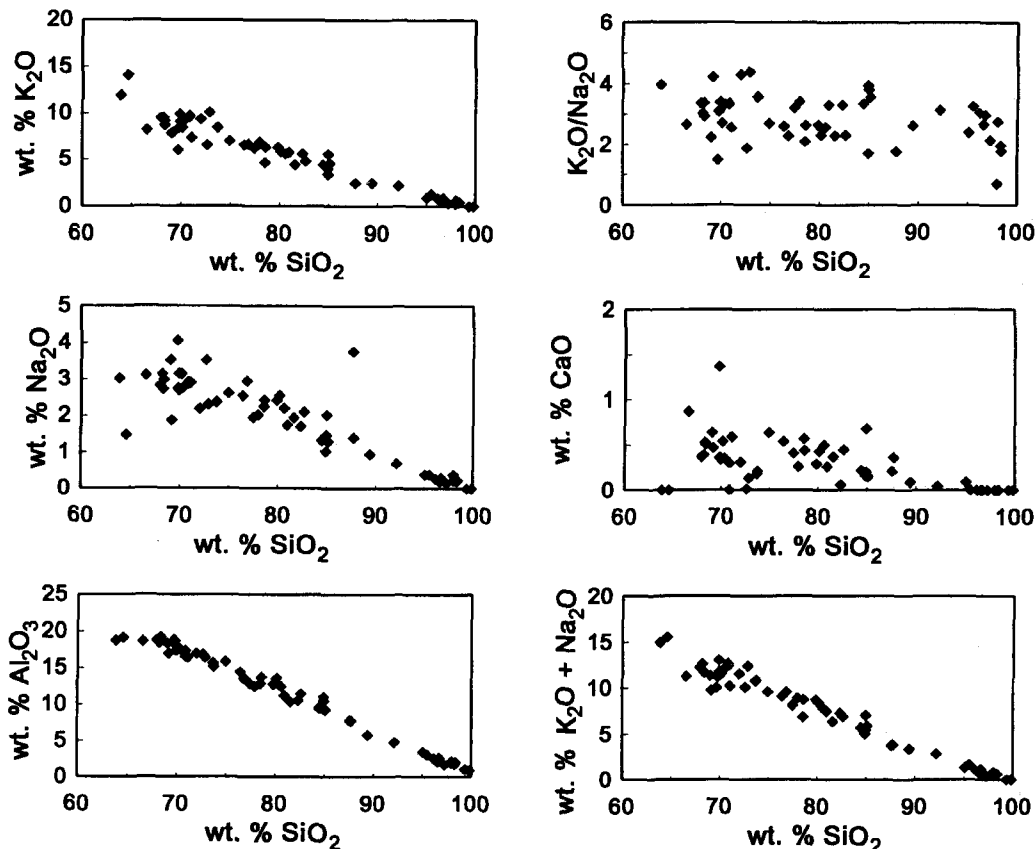 wt. % K₂O
20
15
10
5
0
60 70 80 90 100
wt. % SiO₂
K₂O/Na₂O
6
4
2
0
60 70 80 90 100
wt. % SiO₂
wt. % Na₂O
5
4
3
2
1
0
60 70 80 90 100
wt. % SiO₂
wt. % CaO
2
1
0
60 70 80 90 100
wt. % SiO₂
wt. % Al₂O₃
25
20
15
10
5
0
60 70 80 90 100
wt. % SiO₂
wt. % K₂O + Na₂O
20
15
10
5
0
60 70 80 90 100
wt. % SiO₂